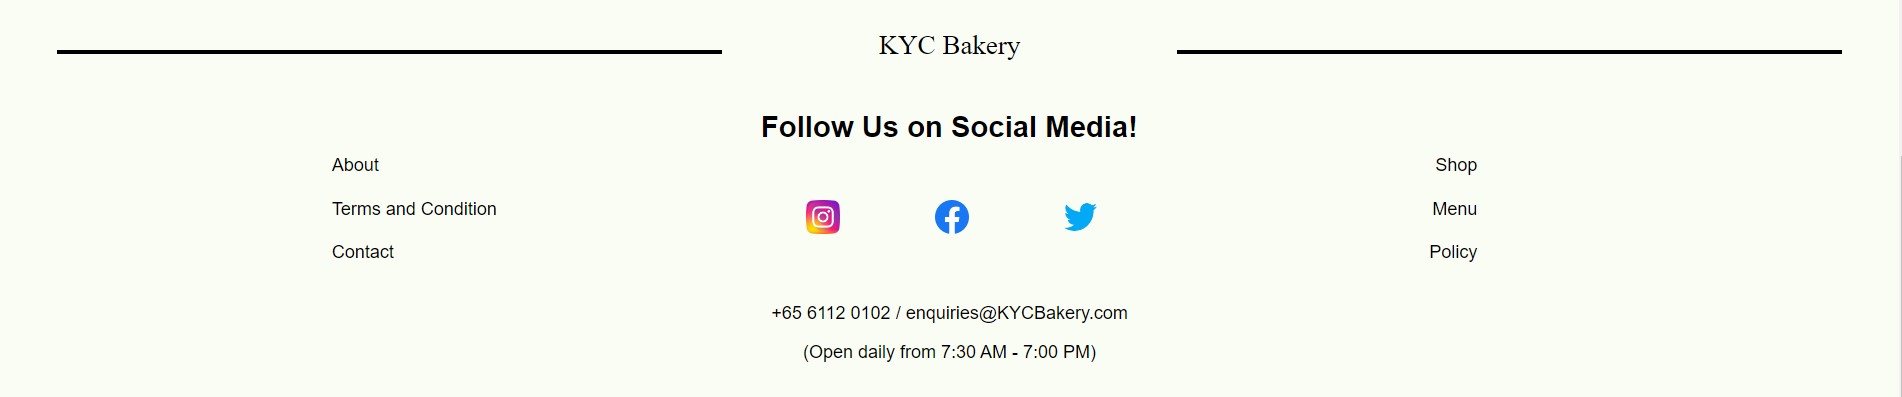 KYC Bakery
Follow Us on Social Media!
About
Terms and Condition
Contact
Shop
Menu
Policy
+65 6112 0102 / enquiries@KYCBakery.com
(Open daily from 7:30 AM - 7:00 PM)